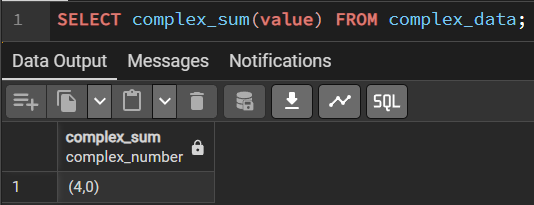 1 SELECT complex_sum(value) FROM complex_data;
Data Output Messages Notifications
SQL
complex_sum
complex_number
1 (4,0)